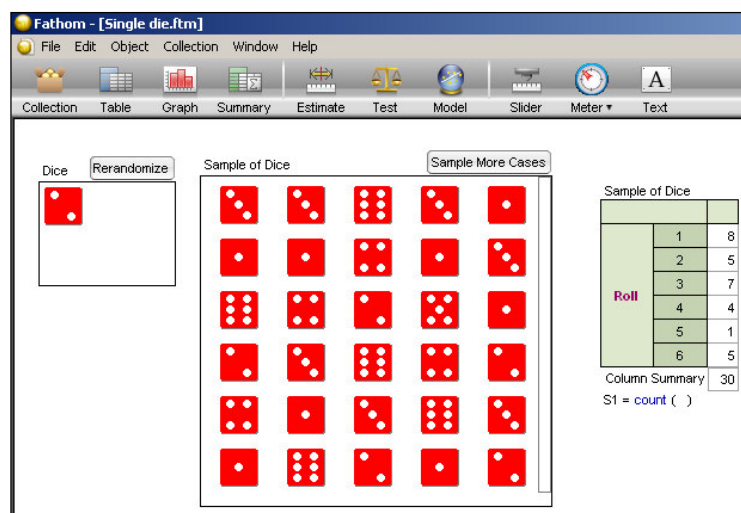 Fathom - [Single die.ftm]
File Edit Object Collection Window Help
Collection Table Graph Summary Estimate Test Model Slider Meter ▾ Text
Dice Rerandomize
Sample of Dice Sample More Cases
Sample of Dice
Roll
1 8
2 5
3 7
4 4
5 1
6 5
Column Summary 30
S1 = count ( )